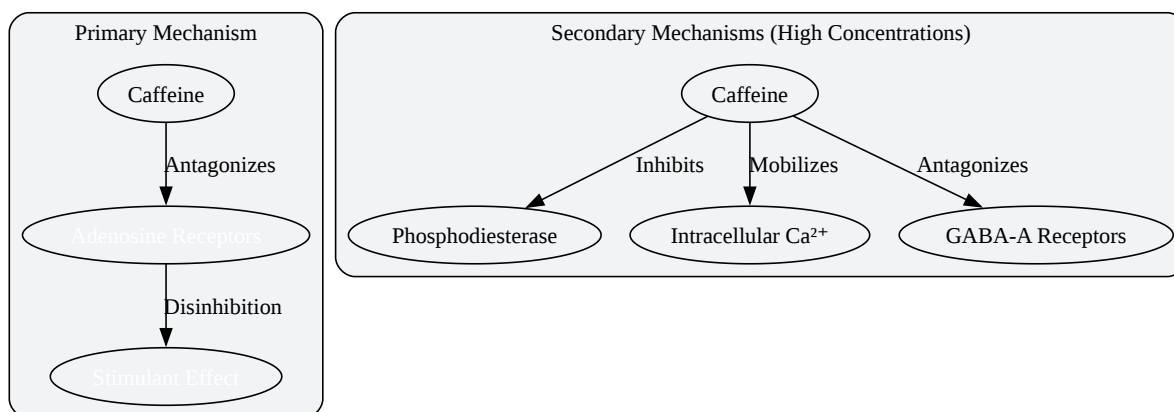 Primary Mechanism
Caffeine
Antagonizes
Adenosine Receptors
Disinhibition
Stimulant Effect
Secondary Mechanisms (High Concentrations)
Caffeine
Inhibits
Mobilizes
Antagonizes
Phosphodiesterase
Intracellular Ca²⁺
GABA-A Receptors